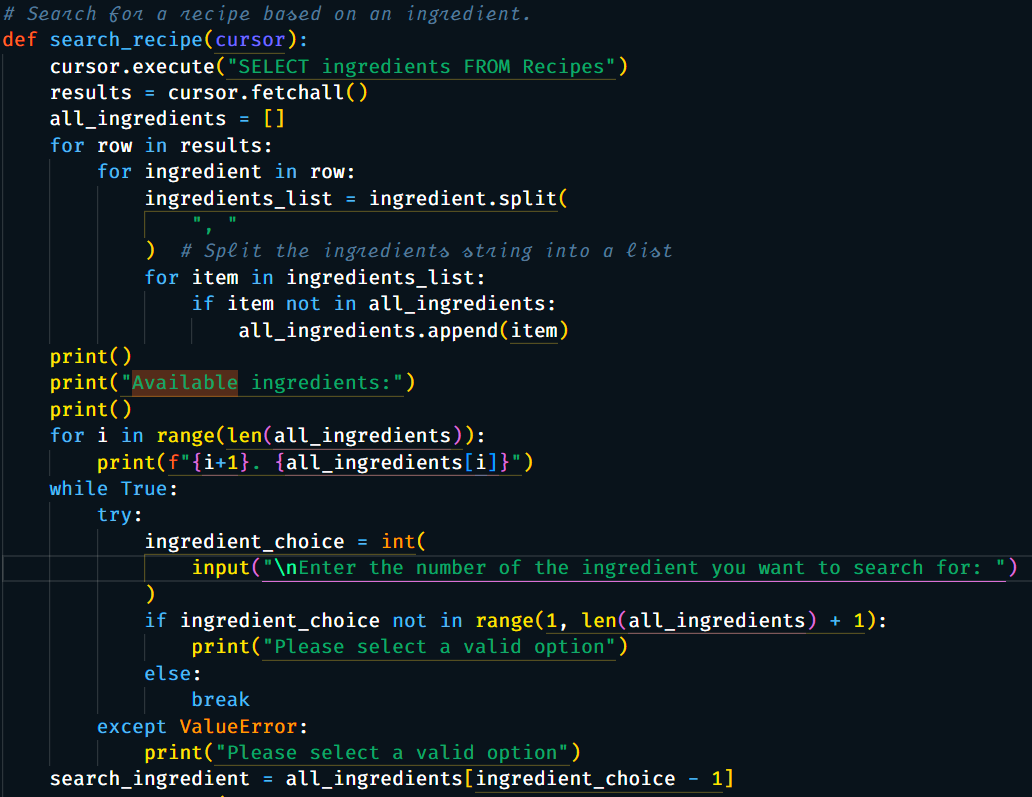 # Search for a recipe based on an ingredient.
def search_recipe(cursor):
    cursor.execute("SELECT ingredients FROM Recipes")
    results = cursor.fetchall()
    all_ingredients = []
    for row in results:
        for ingredient in row:
            ingredients_list = ingredient.split(
                ", "
            )  # Split the ingredients string into a list
            for item in ingredients_list:
                if item not in all_ingredients:
                    all_ingredients.append(item)
    print()
    print("Available ingredients:")
    print()
    for i in range(len(all_ingredients)):
        print(f"{i+1}. {all_ingredients[i]}")
    while True:
        try:
            ingredient_choice = int(
                input("\nEnter the number of the ingredient you want to search for: ")
            )
            if ingredient_choice not in range(1, len(all_ingredients) + 1):
                print("Please select a valid option")
            else:
                break
        except ValueError:
            print("Please select a valid option")
    search_ingredient = all_ingredients[ingredient_choice - 1]